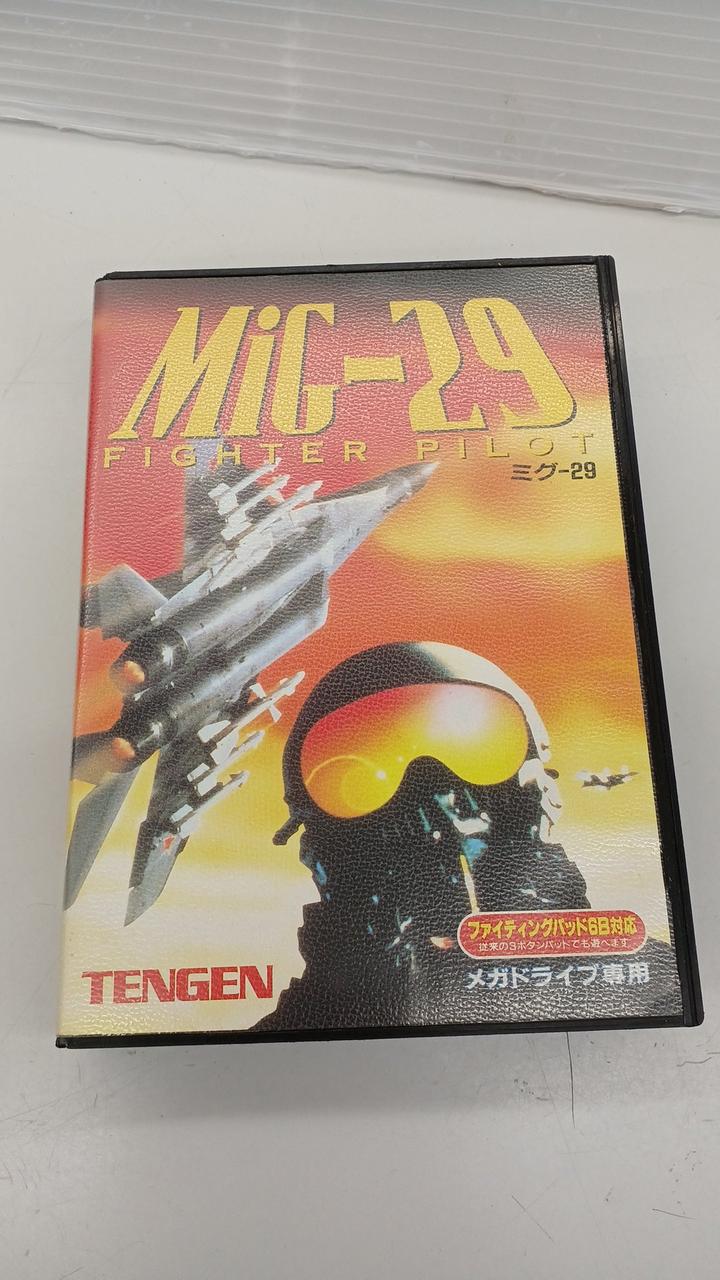 MiG-29
FIGHTER PILOT
ミグ-29
ファイティングパッド6B対応
従来の3ボタンパッドでも遊べます
TENGEN
メガドライブ専用